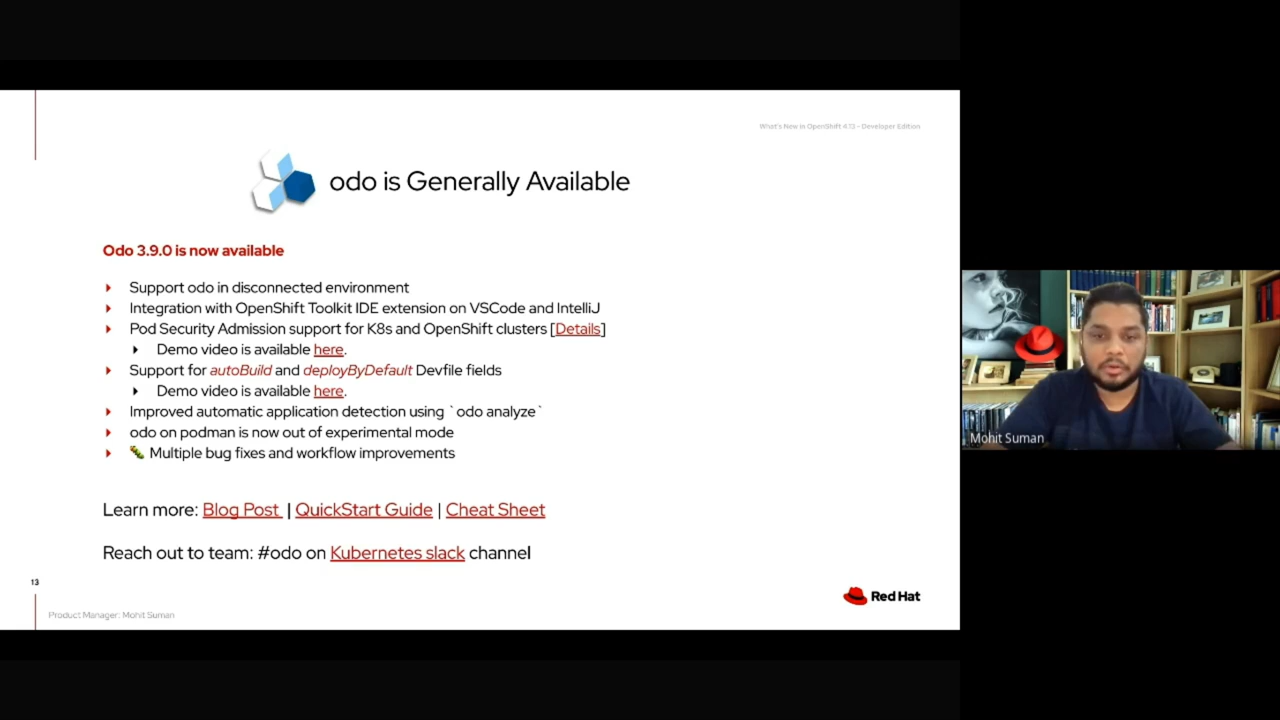 What's New in OpenShift 4.13 - Developer Edition
odo is Generally Available
Odo 3.9.0 is now available
Support odo in disconnected environment
Integration with OpenShift Toolkit IDE extension on VSCode and IntelliJ
Pod Security Admission support for K8s and OpenShift clusters [Details]
Demo video is available here.
Support for autoBuild and deployByDefault Devfile fields
Demo video is available here.
Improved automatic application detection using `odo analyze`
odo on podman is now out of experimental mode
🐛 Multiple bug fixes and workflow improvements
Learn more: Blog Post | QuickStart Guide | Cheat Sheet
Reach out to team: #odo on Kubernetes slack channel
13
Product Manager: Mohit Suman
Red Hat
Mohit Suman